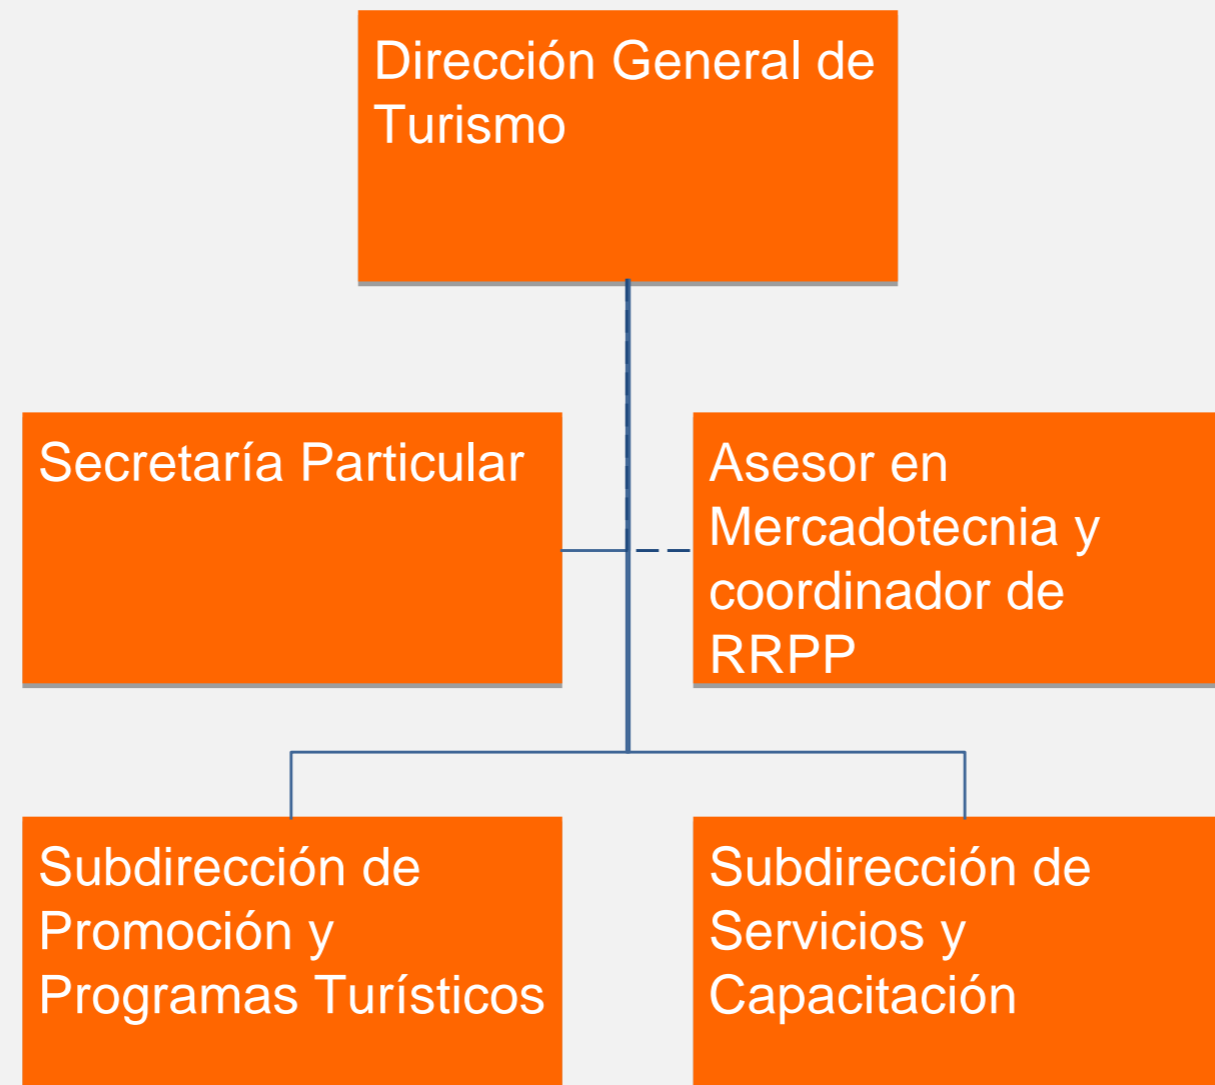 Dirección General de
Turismo
Secretaría Particular
Asesor en
Mercadotecnia y
coordinador de
RRPP
Subdirección de
Promoción y
Programas Turísticos
Subdirección de
Servicios y
Capacitación